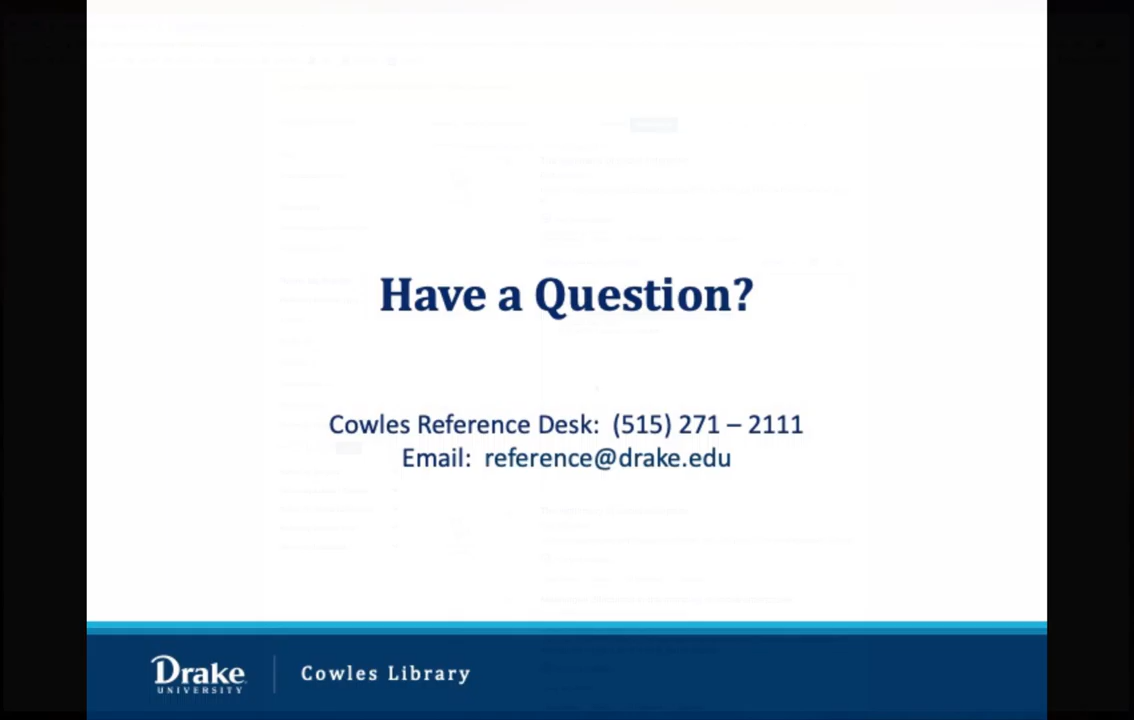 Have a Question?
Cowles Reference Desk:  (515) 271 – 2111
Email:  reference@drake.edu
Drake
UNIVERSITY
Cowles Library